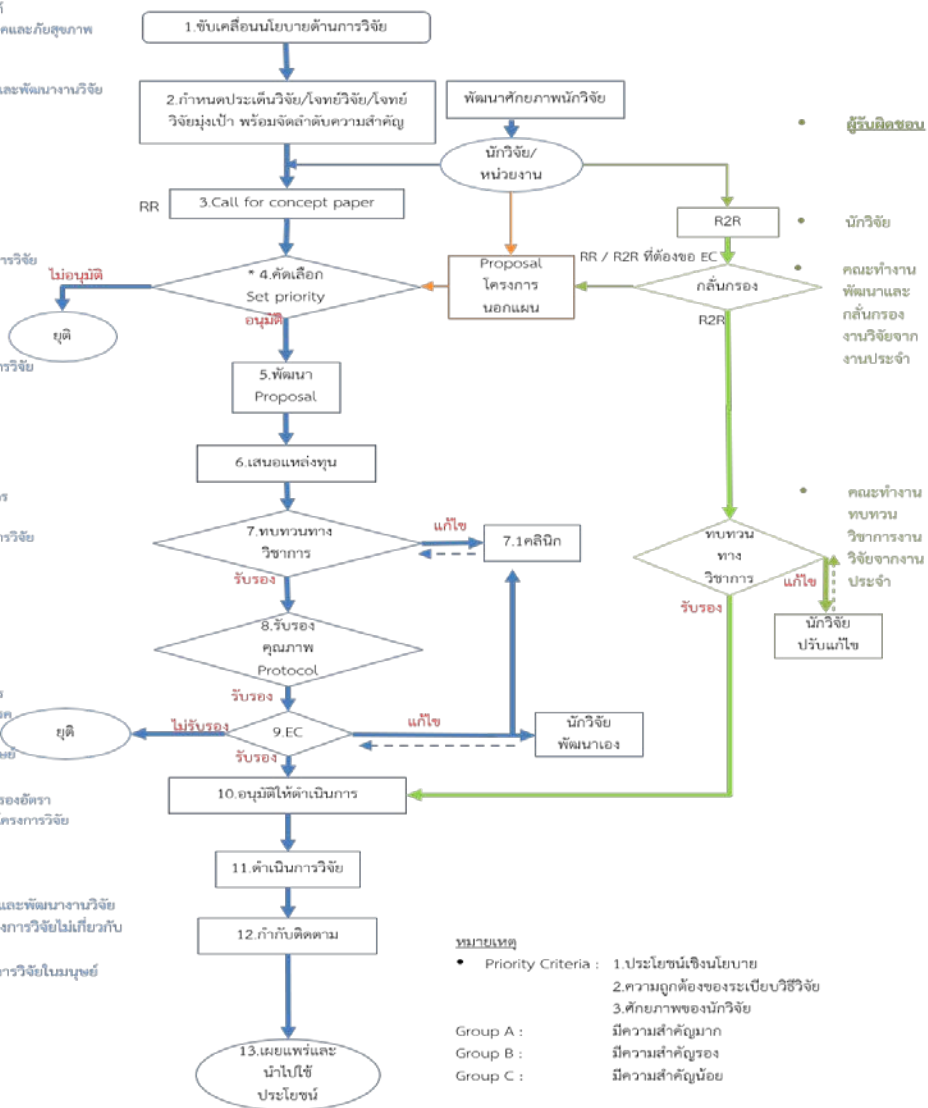 คและภัยสุขภาพ
และพัฒนางานวิจัย
การวิจัย
การวิจัย
การวิจัย
รองอัตรา
โครงการวิจัย
และพัฒนางานวิจัย
การวิจัยไม่เกี่ยวกับ
การวิจัยในมนุษย์
1.ขับเคลื่อนนโยบายด้านการวิจัย
2.กำหนดประเด็นวิจัย/โจทย์วิจัย/โจทย์
วิจัยมุ่งเป้า พร้อมจัดลำดับความสำคัญ
พัฒนาศักยภาพนักวิจัย
นักวิจัย/
หน่วยงาน
RR
3.Call for concept paper
R2R
RR / R2R ที่ต้องขอ EC
Proposal
โครงการ
นอกแผน
กลั่นกรอง
R2R
ไม่อนุมัติ
* 4.คัดเลือก
Set priority
อนุมัติ
ยุติ
5.พัฒนา
Proposal
6.เสนอแหล่งทุน
7.ทบทวนทาง
วิชาการ
แก้ไข
7.1คลินิก
รับรอง
ทบทวน
ทาง
วิชาการ
แก้ไข
รับรอง
นักวิจัย
ปรับแก้ไข
8.รับรอง
คุณภาพ
Protocol
รับรอง
ยุติ
ไม่รับรอง
9.EC
แก้ไข
นักวิจัย
พัฒนาเอง
รับรอง
10.อนุมัติให้ดำเนินการ
11.ดำเนินการวิจัย
12.กำกับติดตาม
13.เผยแพร่และ
นำไปใช้
ประโยชน์
• ผู้รับผิดชอบ
• นักวิจัย
• คณะทำงาน
พัฒนาและ
กลั่นกรอง
งานวิจัยจาก
งานประจำ
• คณะทำงาน
ทบทวน
วิชาการงาน
วิจัยจากงาน
ประจำ
หมายเหตุ
• Priority Criteria : 1.ประโยชน์เชิงนโยบาย
2.ความถูกต้องของระเบียบวิธีวิจัย
3.ศักยภาพของนักวิจัย
Group A : มีความสำคัญมาก
Group B : มีความสำคัญรอง
Group C : มีความสำคัญน้อย